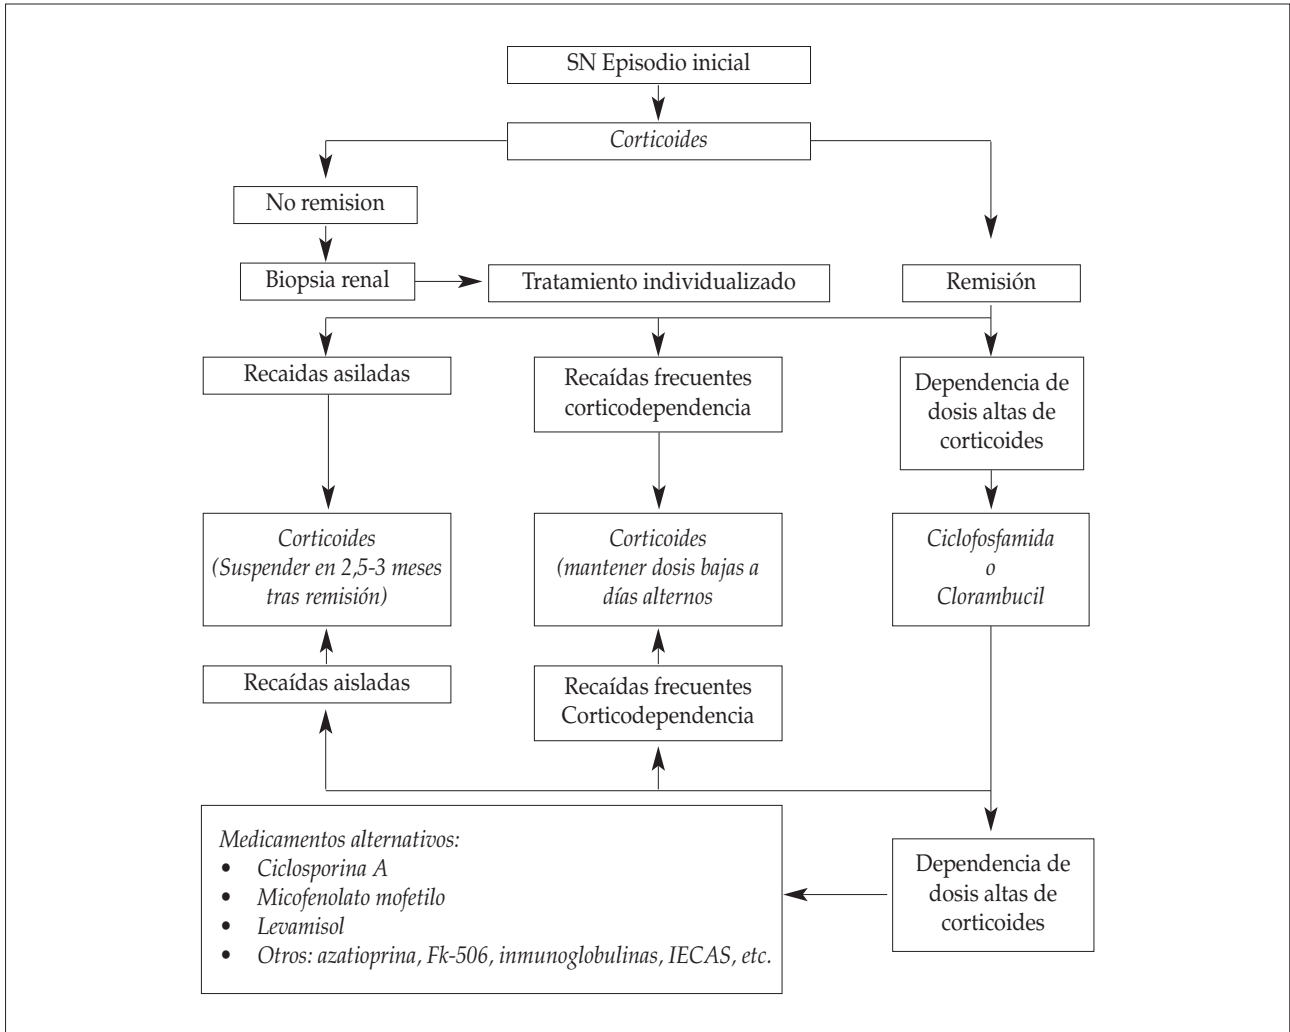 SN Episodio inicial
Corticoides
No remision
Biopsia renal
Tratamiento individualizado
Remisión
Recaidas asiladas
Recaídas frecuentes
corticodependencia
Dependencia de
dosis altas de
corticoides
Corticoides
(Suspender en 2,5-3 meses
tras remisión)
Corticoides
(mantener dosis bajas a
días alternos
Ciclofosfamida
o
Clorambucil
Recaídas aisladas
Recaídas frecuentes
Corticodependencia
Medicamentos alternativos:
• Ciclosporina A
• Micofenolato mofetilo
• Levamisol
• Otros: azatioprina, Fk-506, inmunoglobulinas, IECAS, etc.
Dependencia de
dosis altas de
corticoides